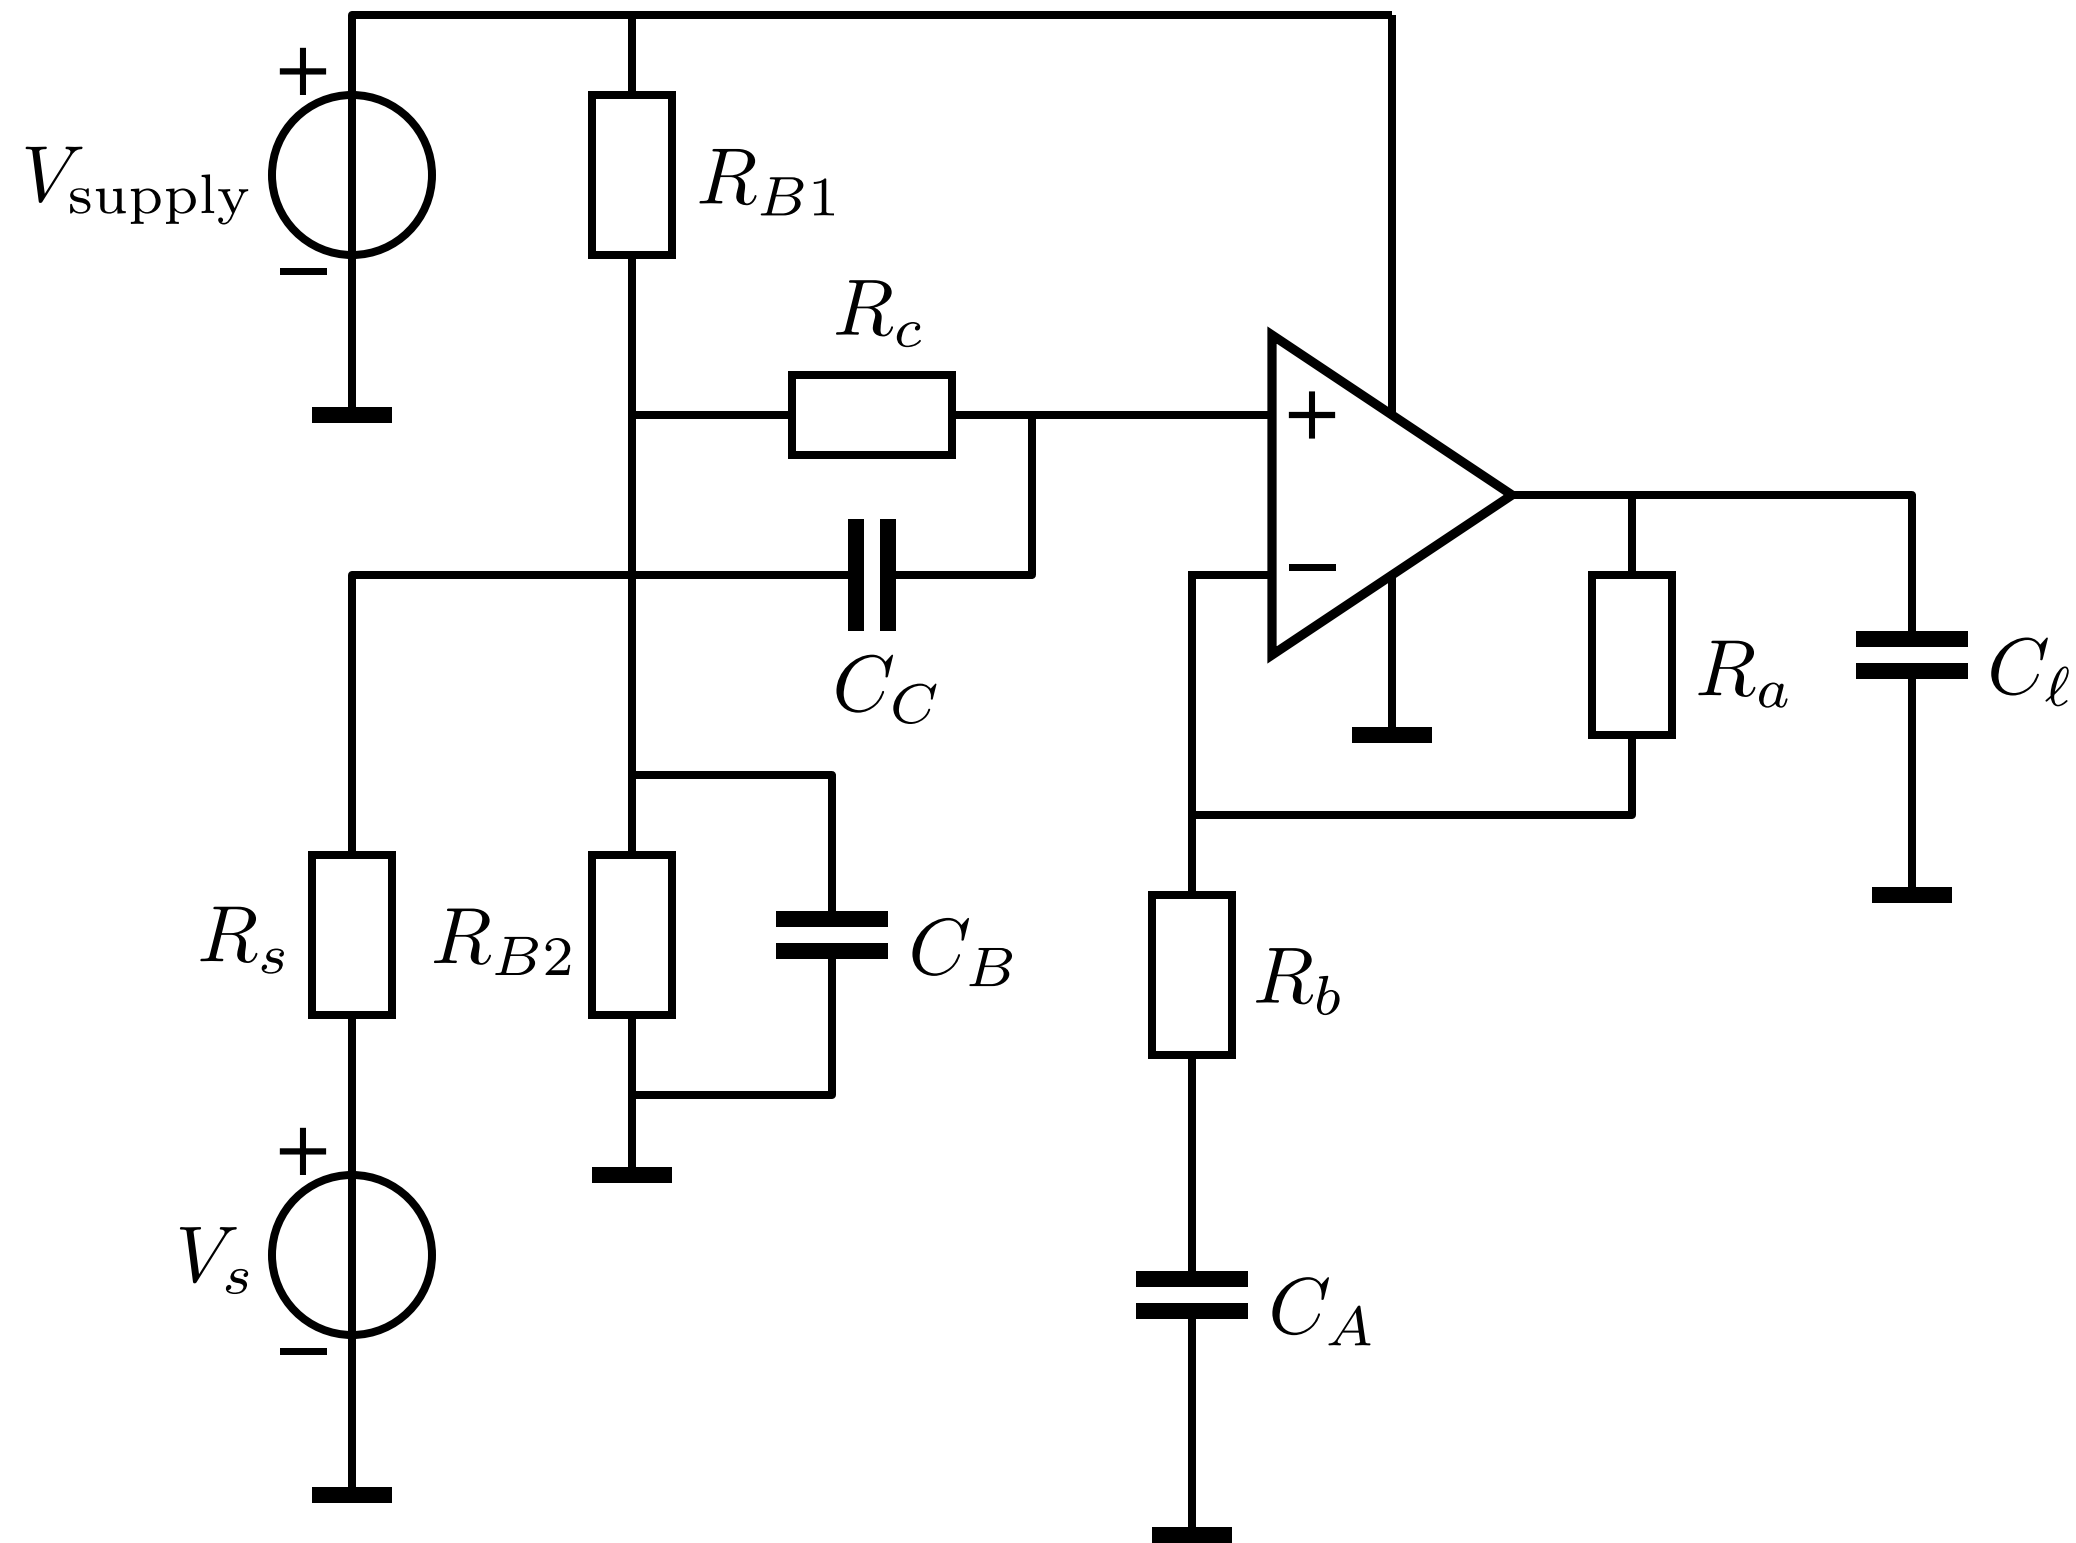 +
V_supply
−
R_B1
R_c
+
−
C_C
R_a
C_ℓ
R_s
R_B2
C_B
R_b
+
V_s
−
C_A